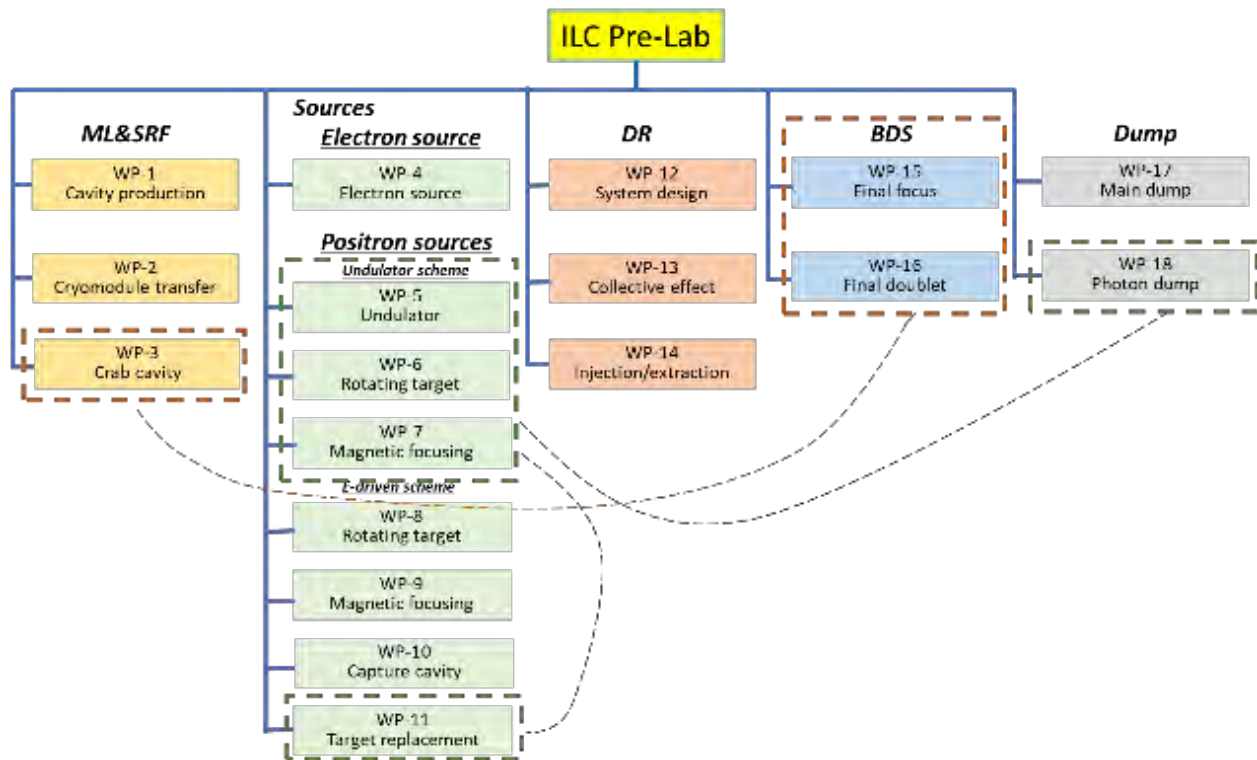 ILC Pre-Lab
ML&SRF
WP-1
Cavity production
WP-2
Cryomodule transfer
WP-3
Crab cavity
Sources
Electron source
WP-4
Electron source
Positron sources
Undulator scheme
WP-5
Undulator
WP-6
Rotating target
WP-7
Magnetic focusing
E-driven scheme
WP-8
Rotating target
WP-9
Magnetic focusing
WP-10
Capture cavity
WP-11
Target replacement
DR
WP-12
System design
WP-13
Collective effect
WP-14
Injection/extraction
BDS
WP-15
Final focus
WP-16
Final doublet
Dump
WP-17
Main dump
WP-18
Photon dump